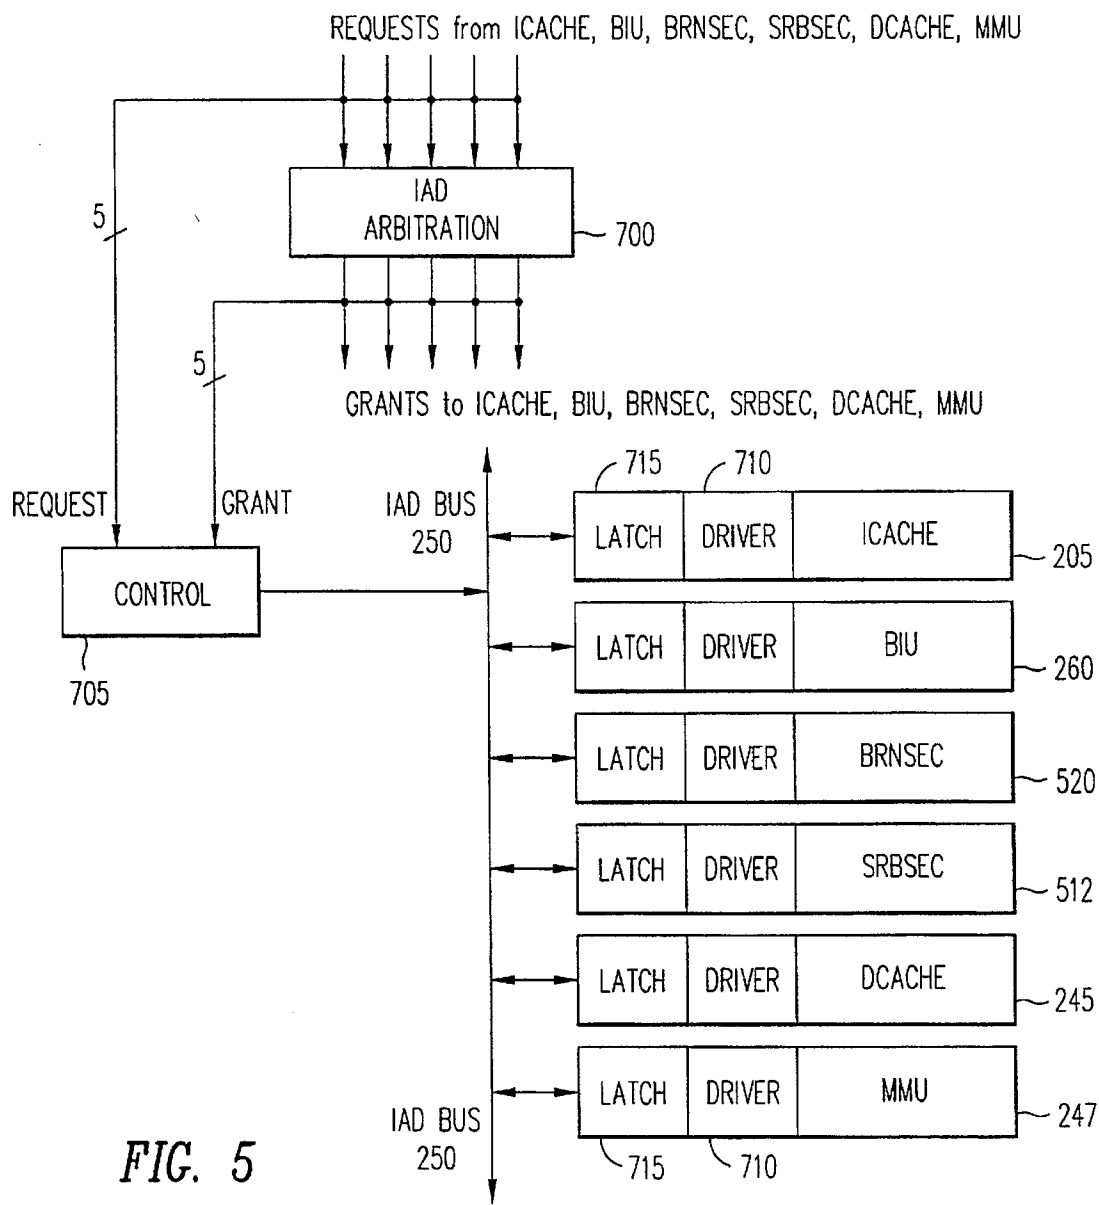 REQUESTS from ICACHE, BIU, BRNSEC, SRBSEC, DCACHE, MMU
IAD
ARBITRATION
700
5
5
GRANTS to ICACHE, BIU, BRNSEC, SRBSEC, DCACHE, MMU
REQUEST
GRANT
CONTROL
705
IAD BUS
250
715
710
LATCH DRIVER ICACHE
205
LATCH DRIVER BIU
260
LATCH DRIVER BRNSEC
520
LATCH DRIVER SRBSEC
512
LATCH DRIVER DCACHE
245
LATCH DRIVER MMU
247
IAD BUS
250
715
710
FIG. 5